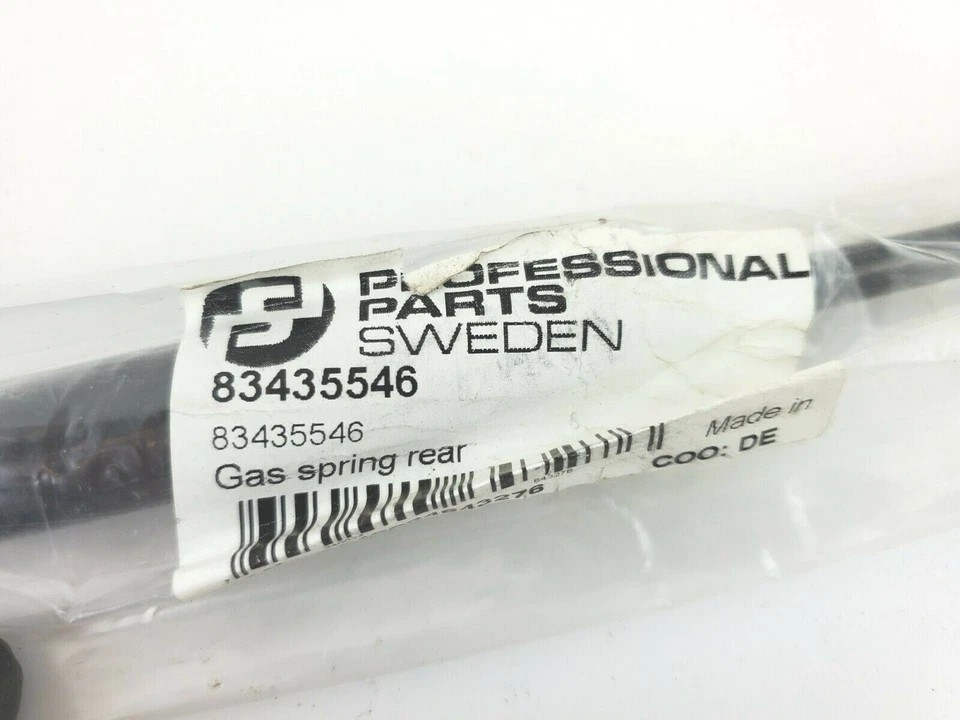 PROFESSIONAL
PARTS
SWEDEN
83435546
83435546
Gas spring rear
Made in
COO: DE